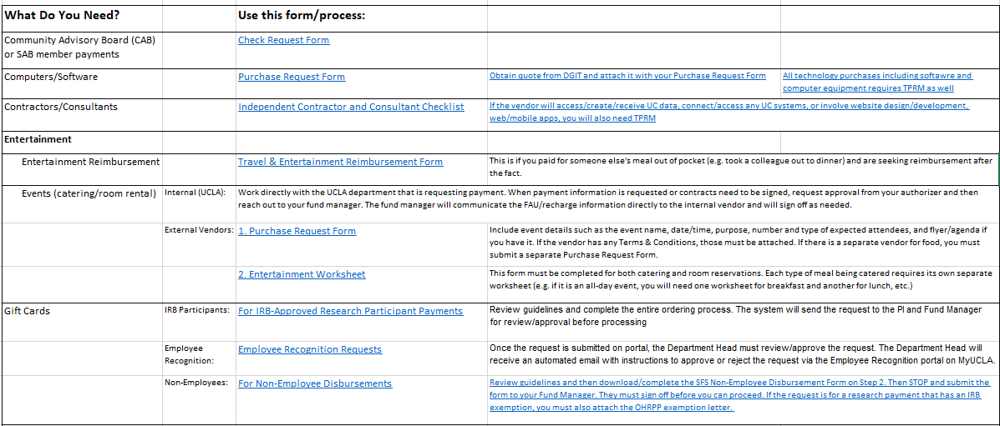 What Do You Need? Use this form/process:
Community Advisory Board (CAB) Check Request Form
or SAB member payments
Computers/Software Purchase Request Form Obtain quote from DGIT and attach it with your Purchase Request Form All technology purchases including softawre and
computer equipment requires TPRM as well
Contractors/Consultants Independent Contractor and Consultant Checklist If the vendor will access/create/receive UC data, connect/access any UC systems, or involve website design/development,
web/mobile apps, you will also need TPRM
Entertainment
Entertainment Reimbursement Travel & Entertainment Reimbursement Form This is if you paid for someone else's meal out of pocket (e.g. took a colleague out to dinner) and are seeking reimbursement after
the fact.
Events (catering/room rental) Internal (UCLA): Work directly with the UCLA department that is requesting payment. When payment information is requested or contracts need to be signed, request approval from your authorizer and then
reach out to your fund manager. The fund manager will communicate the FAU/recharge information directly to the internal vendor and will sign off as needed.
External Vendors: 1. Purchase Request Form Include event details such as the event name, date/time, purpose, number and type of expected attendees, and flyer/agenda if
you have it. If the vendor has any Terms & Conditions, those must be attached. If there is a separate vendor for food, you must
submit a separate Purchase Request Form.
2. Entertainment Worksheet This form must be completed for both catering and room reservations. Each type of meal being catered requires its own separate
worksheet (e.g. if it is an all-day event, you will need one worksheet for breakfast and another for lunch, etc.)
Gift Cards IRB Participants: For IRB-Approved Research Participant Payments Review guidelines and complete the entire ordering process. The system will send the request to the PI and Fund Manager
for review/approval before processing
Employee Employee Recognition Requests Once the request is submitted on portal, the Department Head must review/approve the request. The Department Head will
Recognition: receive an automated email with instructions to approve or reject the request via the Employee Recognition portal on MyUCLA.
Non-Employees: For Non-Employee Disbursements Review guidelines and then download/complete the SFS Non-Employee Disbursement Form on Step 2. Then STOP and submit the
form to your Fund Manager. They must sign off before you can proceed. If the request is for a research payment that has an IRB
exemption, you must also attach the OHRPP exemption letter.